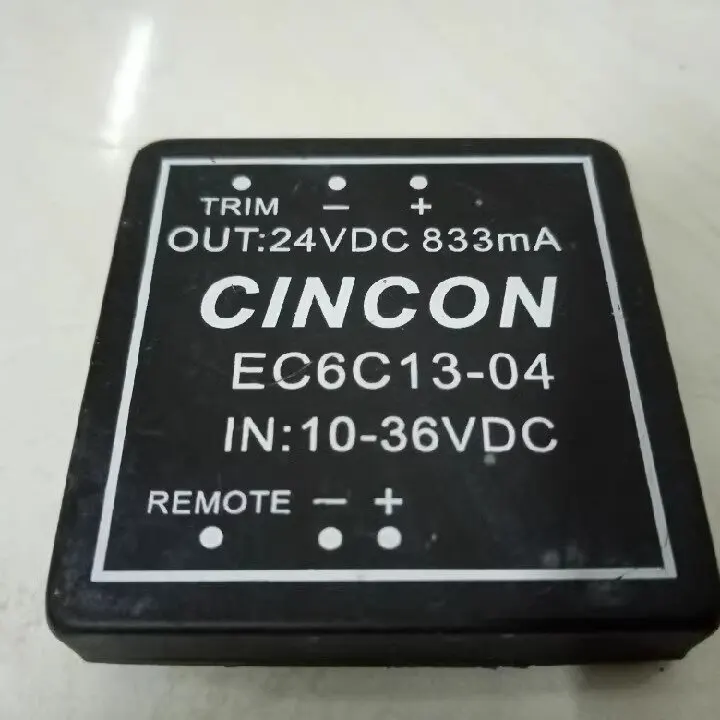 TRIM − +
OUT:24VDC 833mA
CINCON
EC6C13-04
IN:10-36VDC
REMOTE − +